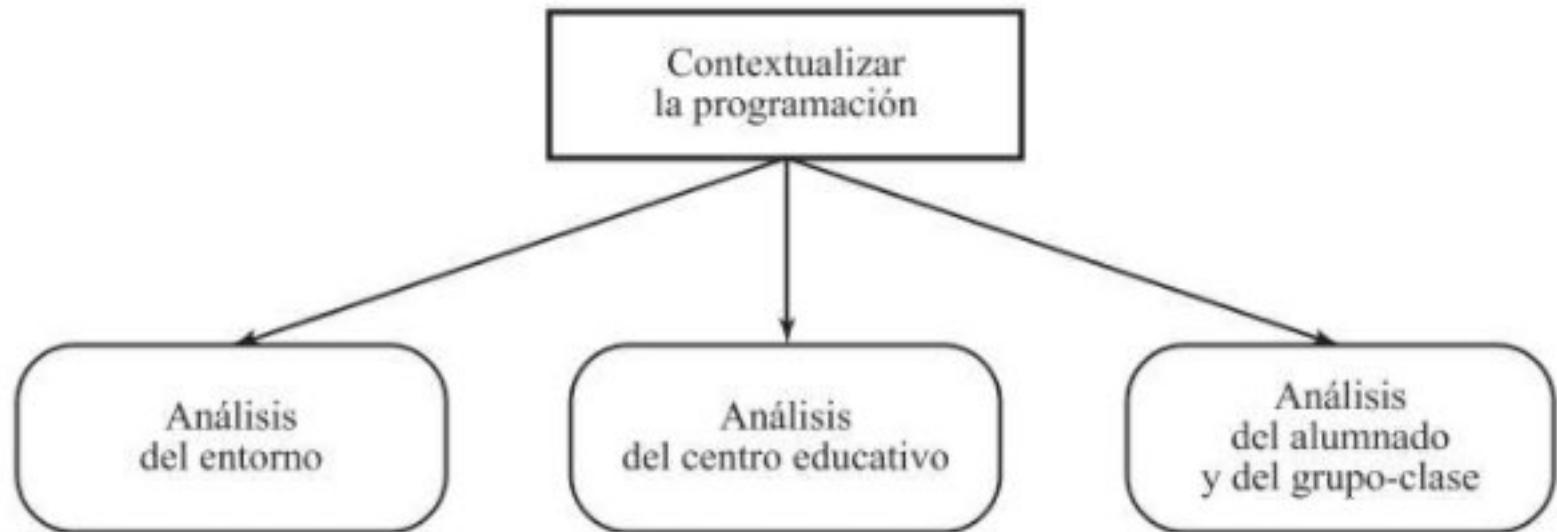 Contextualizar
la programación
Análisis
del entorno
Análisis
del centro educativo
Análisis
del alumnado
y del grupo-clase